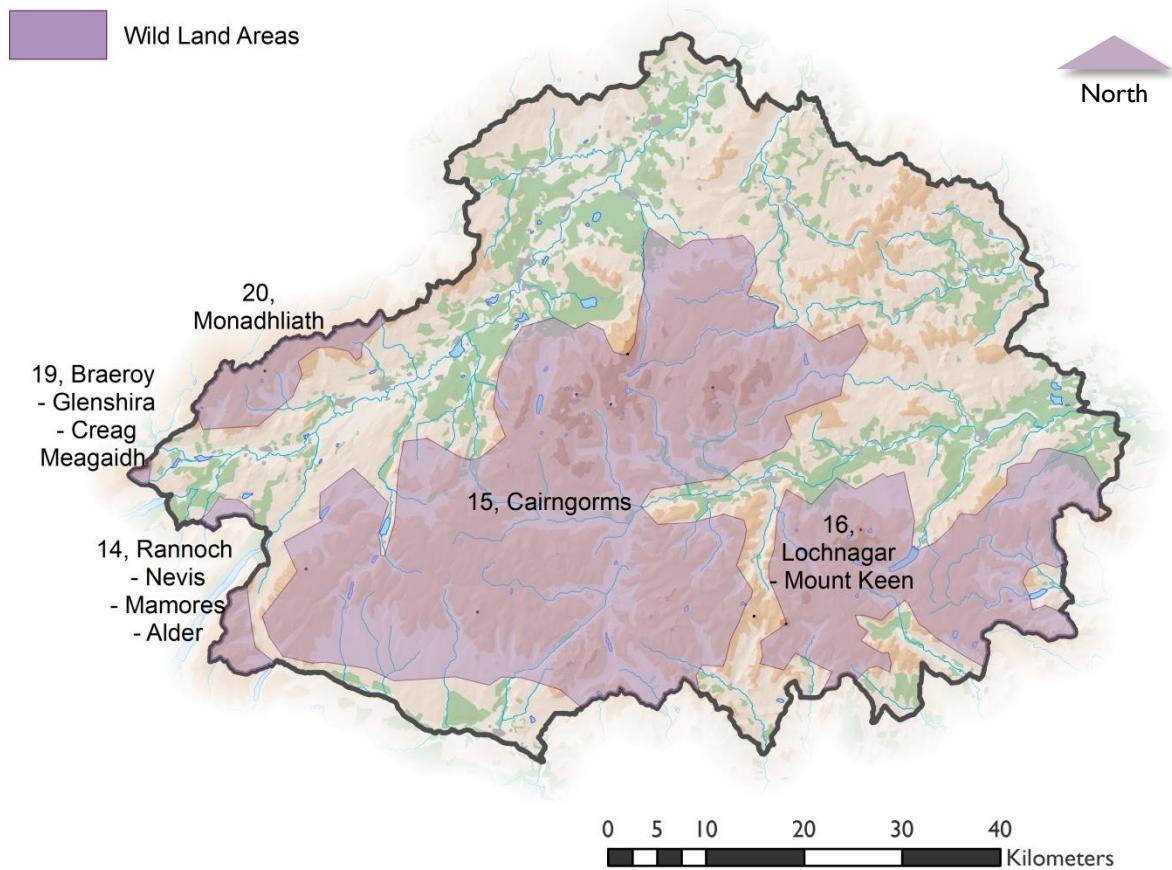 Wild Land Areas
North
20,
Monadhliath
19, Braeroy
- Glenshira
- Creag
Meagaidh
15, Cairngorms
16,
Lochnagar
- Mount Keen
14, Rannoch
- Nevis
- Mamores
- Alder
0 5 10 20 30 40
Kilometers